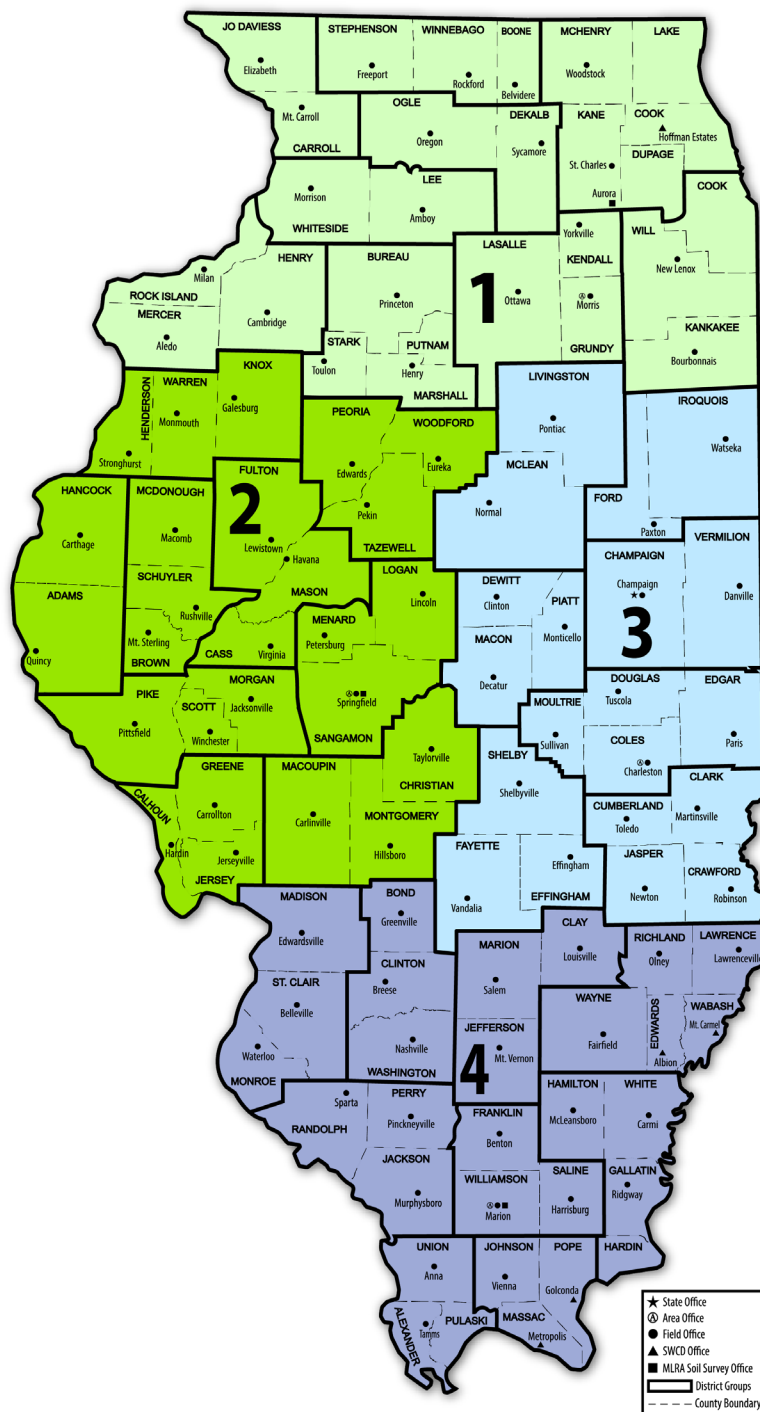 JO DAVIESS
STEPHENSON
WINNEBAGO
BOONE
MCHENRY
LAKE
Elizabeth
Freeport
Rockford
Belvidere
Woodstock
Mt. Carroll
OGLE
DEKALB
KANE
COOK
Hoffman Estates
Oregon
Sycamore
CARROLL
DUPAGE
St. Charles
LEE
Morrison
Amboy
Aurora
COOK
WHITESIDE
LASALLE
Yorkville
WILL
HENRY
BUREAU
KENDALL
New Lenox
Milan
1
ROCK ISLAND
Princeton
Ottawa
Morris
MERCER
Cambridge
KANKAKEE
Aledo
STARK
PUTNAM
GRUNDY
Bourbonnais
Toulon
Henry
KNOX
LIVINGSTON
WARREN
MARSHALL
HENDERSON
Galesburg
IROQUOIS
Monmouth
PEORIA
WOODFORD
Pontiac
Watseka
Stronghurst
Edwards
Eureka
MCLEAN
FULTON
HANCOCK
MCDONOUGH
2
Pekin
Normal
FORD
Carthage
Macomb
Lewistown
Paxton
VERMILION
Havana
TAZEWELL
CHAMPAIGN
SCHUYLER
LOGAN
DEWITT
Champaign
ADAMS
MASON
Clinton
PIATT
Danville
Rushville
Lincoln
3
MENARD
Mt. Sterling
Petersburg
MACON
Monticello
Quincy
BROWN
CASS
Virginia
PIKE
MORGAN
Decatur
DOUGLAS
EDGAR
SCOTT
Jacksonville
Springfield
Tuscola
MOULTRIE
Pittsfield
Winchester
SANGAMON
Sullivan
COLES
Paris
Taylorville
SHELBY
GREENE
MACOUPIN
Charleston
CALHOUN
CHRISTIAN
Shelbyville
CLARK
Carrollton
Carlinville
MONTGOMERY
CUMBERLAND
Martinsville
Toledo
Hardin
Jerseyville
Hillsboro
FAYETTE
Effingham
JASPER
JERSEY
CRAWFORD
MADISON
BOND
Vandalia
EFFINGHAM
Newton
Robinson
Greenville
CLAY
Edwardsville
MARION
RICHLAND
LAWRENCE
Louisville
Olney
Lawrenceville
CLINTON
ST. CLAIR
Breese
Salem
WAYNE
WABASH
Belleville
Mt. Carmel
JEFFERSON
EDWARDS
Waterloo
Nashville
Mt. Vernon
Fairfield
Albion
4
MONROE
WASHINGTON
HAMILTON
WHITE
Sparta
PERRY
FRANKLIN
McLeansboro
Carmi
Pinckneyville
RANDOLPH
Benton
JACKSON
WILLIAMSON
SALINE
GALLATIN
Ridgway
Murphysboro
Marion
Harrisburg
UNION
JOHNSON
POPE
HARDIN
Anna
Vienna
Golconda
ALEXANDER
PULASKI
MASSAC
Tamms
Metropolis
State Office
A Area Office
Field Office
SWCD Office
MLRA Soil Survey Office
District Groups
County Boundary